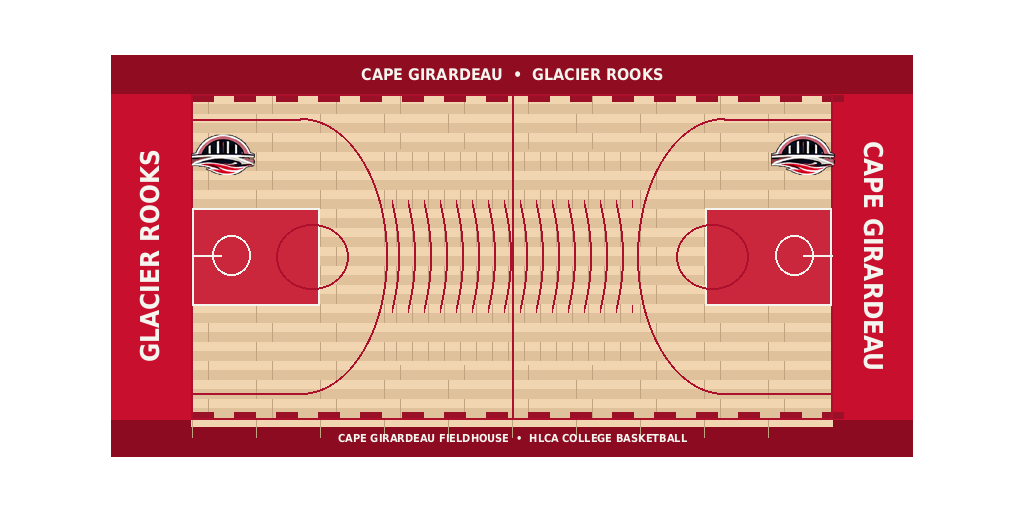 CAPE GIRARDEAU • GLACIER ROOKS
GLACIER ROOKS
CAPE GIRARDEAU
CAPE GIRARDEAU FIELDHOUSE • HLCA COLLEGE BASKETBALL